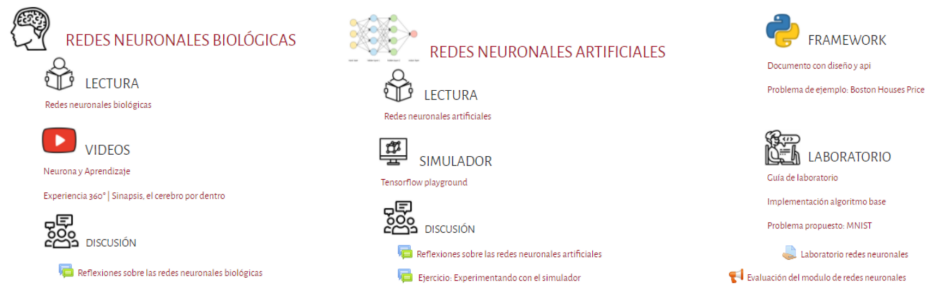 REDES NEURONALES BIOLÓGICAS
LECTURA
Redes neuronales biológicas
VIDEOS
Neurona y Aprendizaje
Experiencia 360° | Sinapsis, el cerebro por dentro
DISCUSIÓN
Reflexiones sobre las redes neuronales biológicas
REDES NEURONALES ARTIFICIALES
LECTURA
Redes neuronales artificiales
SIMULADOR
Tensorflow playground
DISCUSIÓN
Reflexiones sobre las redes neuronales artificiales
Ejercicio: Experimentando con el simulador
FRAMEWORK
Documento con diseño y api
Problema de ejemplo: Boston Houses Price
LABORATORIO
Guía de laboratorio
Implementación algoritmo base
Problema propuesto: MNIST
Laboratorio redes neuronales
Evaluación del modulo de redes neuronales